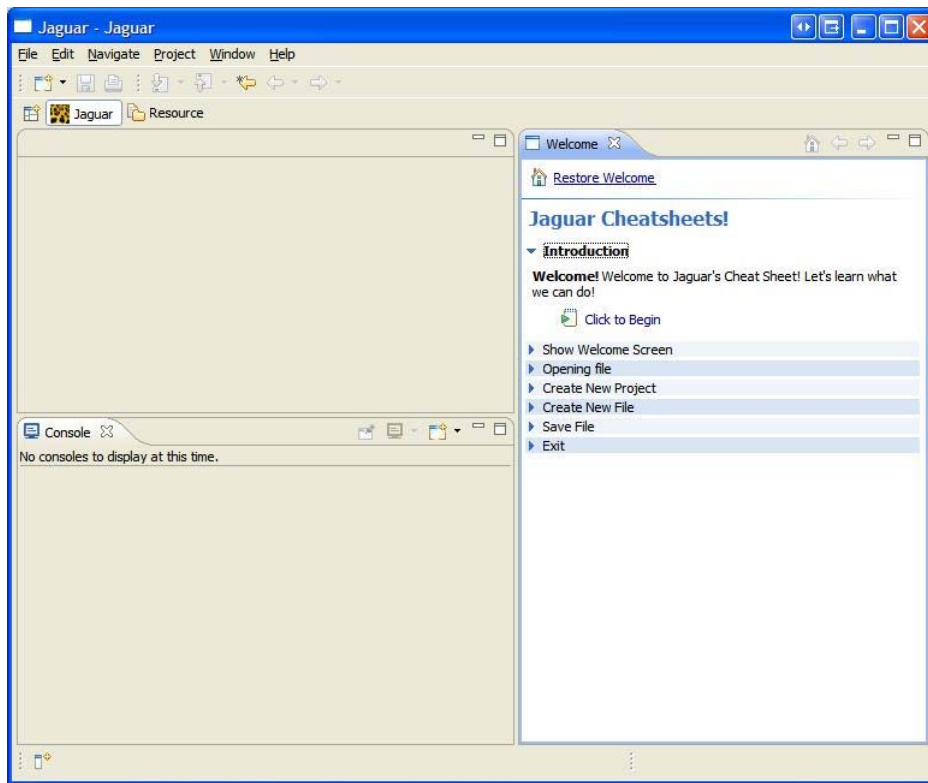 Jaguar - Jaguar
File Edit Navigate Project Window Help
Jaguar Resource
Welcome
Restore Welcome
Jaguar Cheatsheets!
Introduction
Welcome! Welcome to Jaguar's Cheat Sheet! Let's learn what
we can do!
Click to Begin
Show Welcome Screen
Opening file
Create New Project
Create New File
Save File
Exit
Console
No consoles to display at this time.